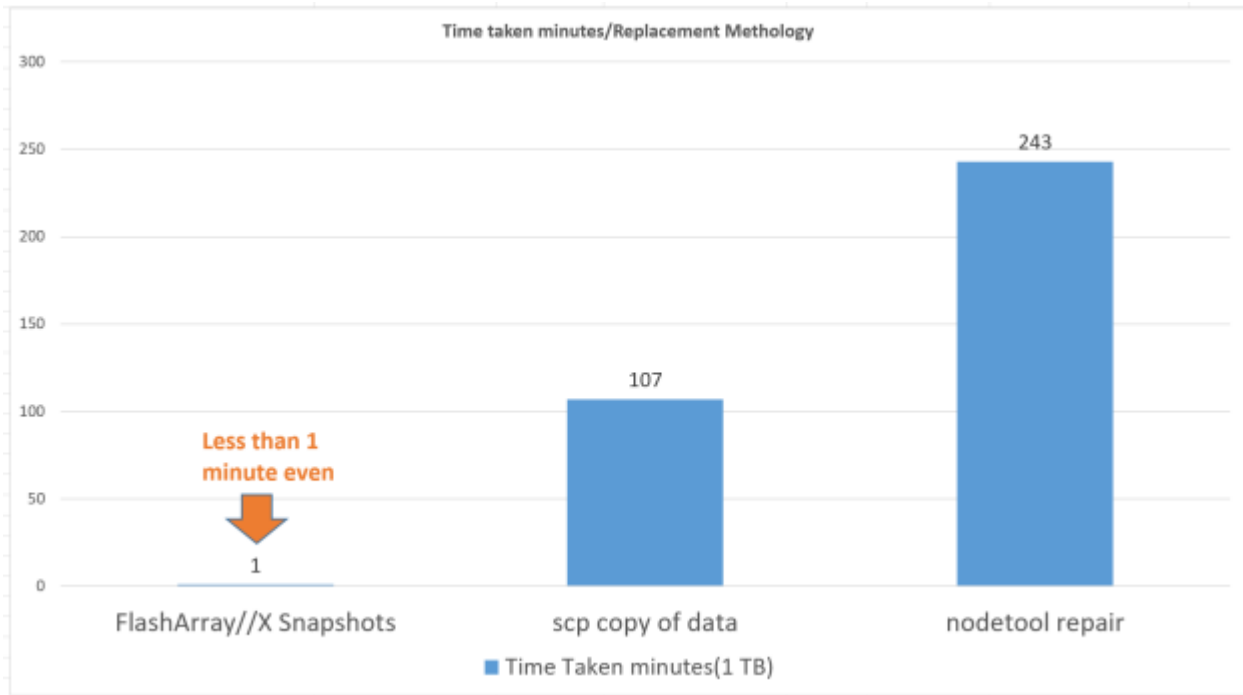 Time taken minutes/Replacement Methology
300
250
200
150
100
50
0
243
107
Less than 1
minute even
1
FlashArray//X Snapshots
scp copy of data
nodetool repair
Time Taken minutes(1 TB)